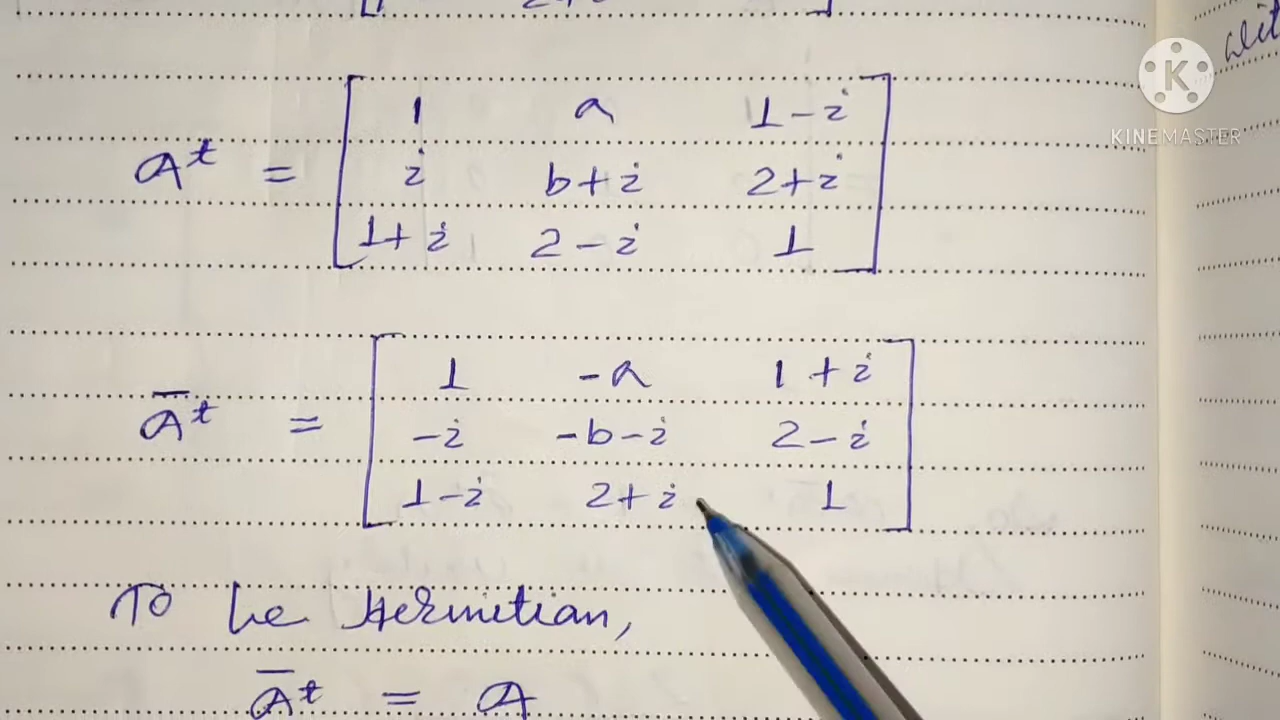 1 a 1-i
A^t = i b+i 2+i
1+i 2-i 1
1 -a 1+i
Ā^t = -i -b-i 2-i
1-i 2+i 1
To be Hermitian,
Ā^t = A
K
KINEMASTER